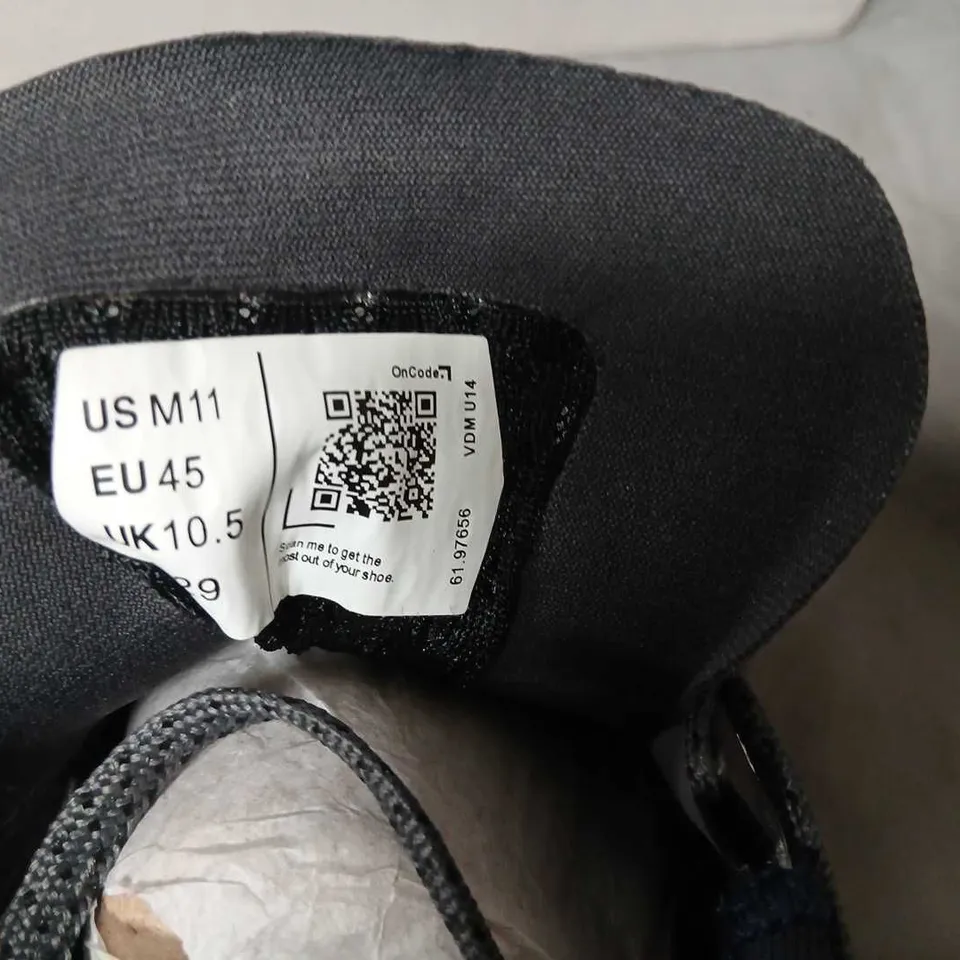 US M11
EU 45
UK 10.5
OnCode
Scan me to get the
most out of your shoe.
61.97656
VDM U14